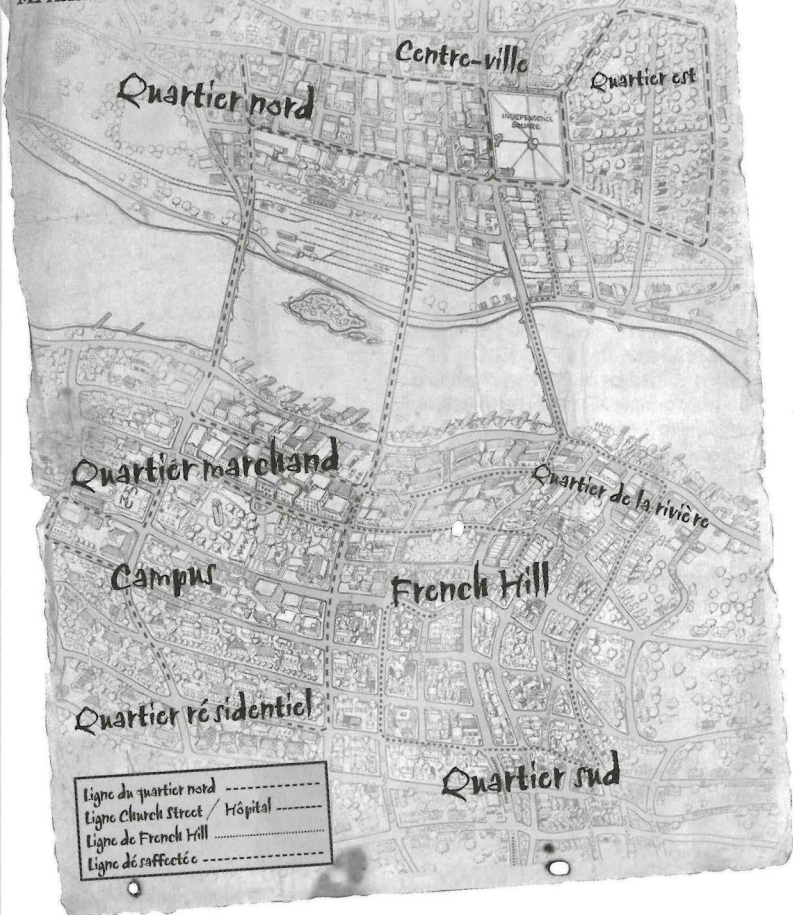 Centre-ville
Quartier est
Quartier nord
INDEPENDENCE SQUARE
Quartier marchand
Quartier de la rivière
Campus
French Hill
Quartier résidentiel
Quartier sud
Ligne du quartier nord
Ligne Church Street / Hôpital
Ligne de French Hill
Ligne désaffectée